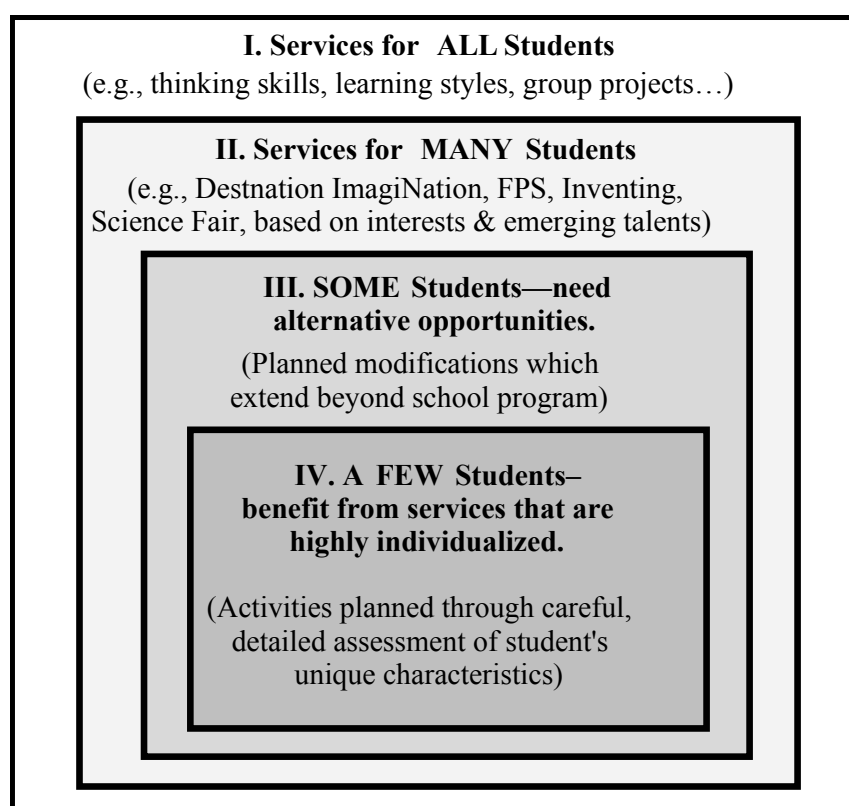 I. Services for ALL Students
(e.g., thinking skills, learning styles, group projects…)
II. Services for MANY Students
(e.g., Destnation ImagiNation, FPS, Inventing,
Science Fair, based on interests & emerging talents)
III. SOME Students—need
alternative opportunities.
(Planned modifications which
extend beyond school program)
IV. A FEW Students–
benefit from services that are
highly individualized.
(Activities planned through careful,
detailed assessment of student's
unique characteristics)